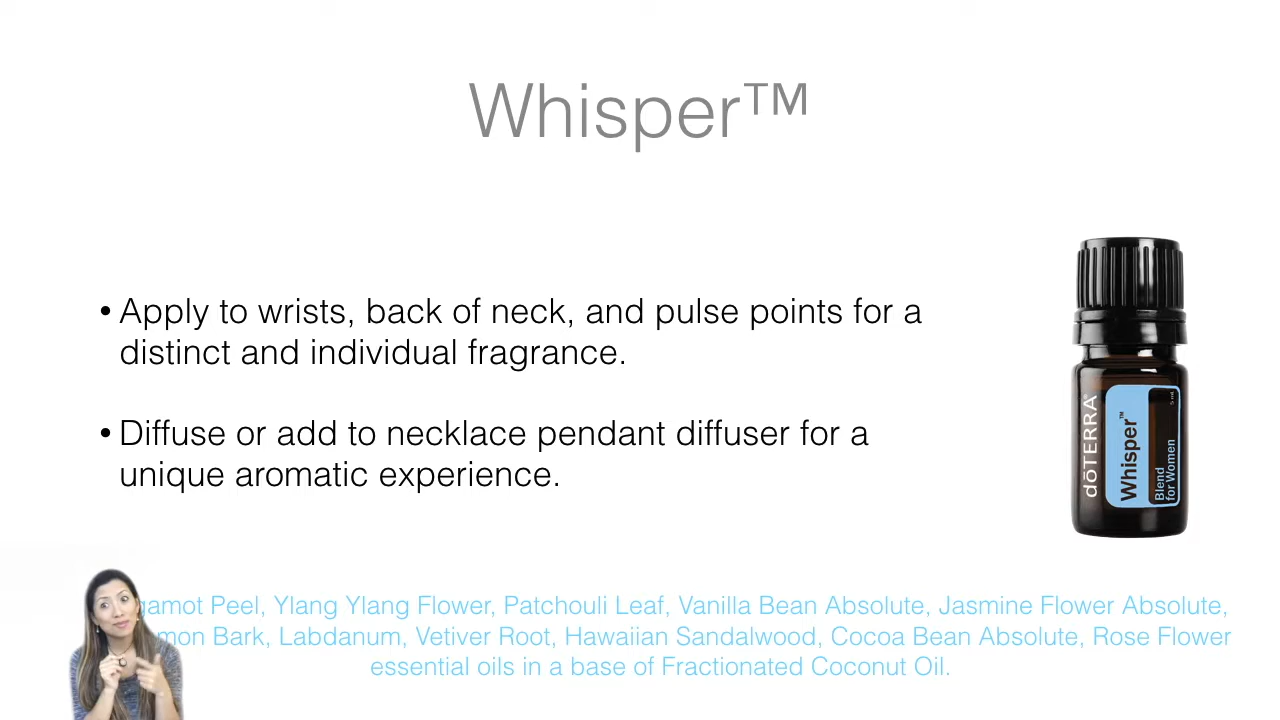 Whisper™
• Apply to wrists, back of neck, and pulse points for a
distinct and individual fragrance.
• Diffuse or add to necklace pendant diffuser for a
unique aromatic experience.
dōTERRA®
Whisper™
Blend
for Women
5 mL
Peel, Ylang Ylang Flower, Patchouli Leaf, Vanilla Bean Absolute, Jasmine Flower Absolute,
Bark, Labdanum, Vetiver Root, Hawaiian Sandalwood, Cocoa Bean Absolute, Rose Flower
essential oils in a base of Fractionated Coconut Oil.